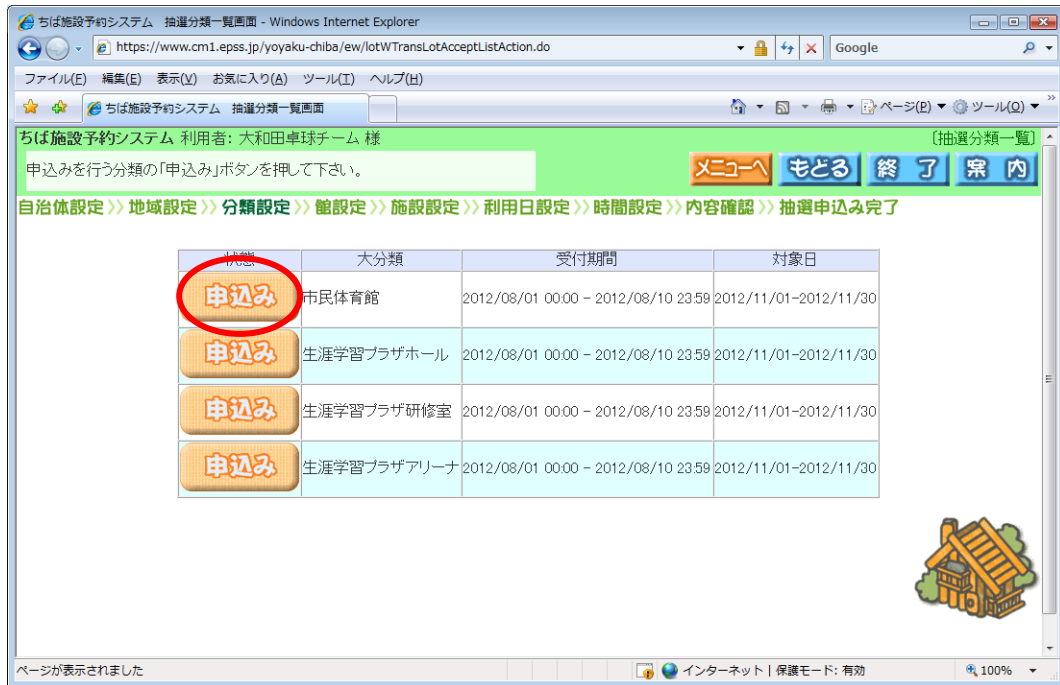 ちば施設予約システム 抽選分類一覧画面 - Windows Internet Explorer
https://www.cm1.epss.jp/yoyaku-chiba/ew/lotWTransLotAcceptListAction.do
Google
ファイル(F) 編集(E) 表示(V) お気に入り(A) ツール(T) ヘルプ(H)
ちば施設予約システム 抽選分類一覧画面
ページ(P) ツール(O)
ちば施設予約システム 利用者: 大和田卓球チーム 様 〔抽選分類一覧〕
申込みを行う分類の「申込み」ボタンを押して下さい。
メニューへ もどる 終了 案内
自治体設定 >> 地域設定 >> 分類設定 >> 館設定 >> 施設設定 >> 利用日設定 >> 時間設定 >> 内容確認 >> 抽選申込み完了
状態 大分類 受付期間 対象日
申込み 市民体育館 2012/08/01 00:00 - 2012/08/10 23:59 2012/11/01-2012/11/30
申込み 生涯学習プラザホール 2012/08/01 00:00 - 2012/08/10 23:59 2012/11/01-2012/11/30
申込み 生涯学習プラザ研修室 2012/08/01 00:00 - 2012/08/10 23:59 2012/11/01-2012/11/30
申込み 生涯学習プラザアリーナ 2012/08/01 00:00 - 2012/08/10 23:59 2012/11/01-2012/11/30
ページが表示されました
インターネット | 保護モード: 有効
100%